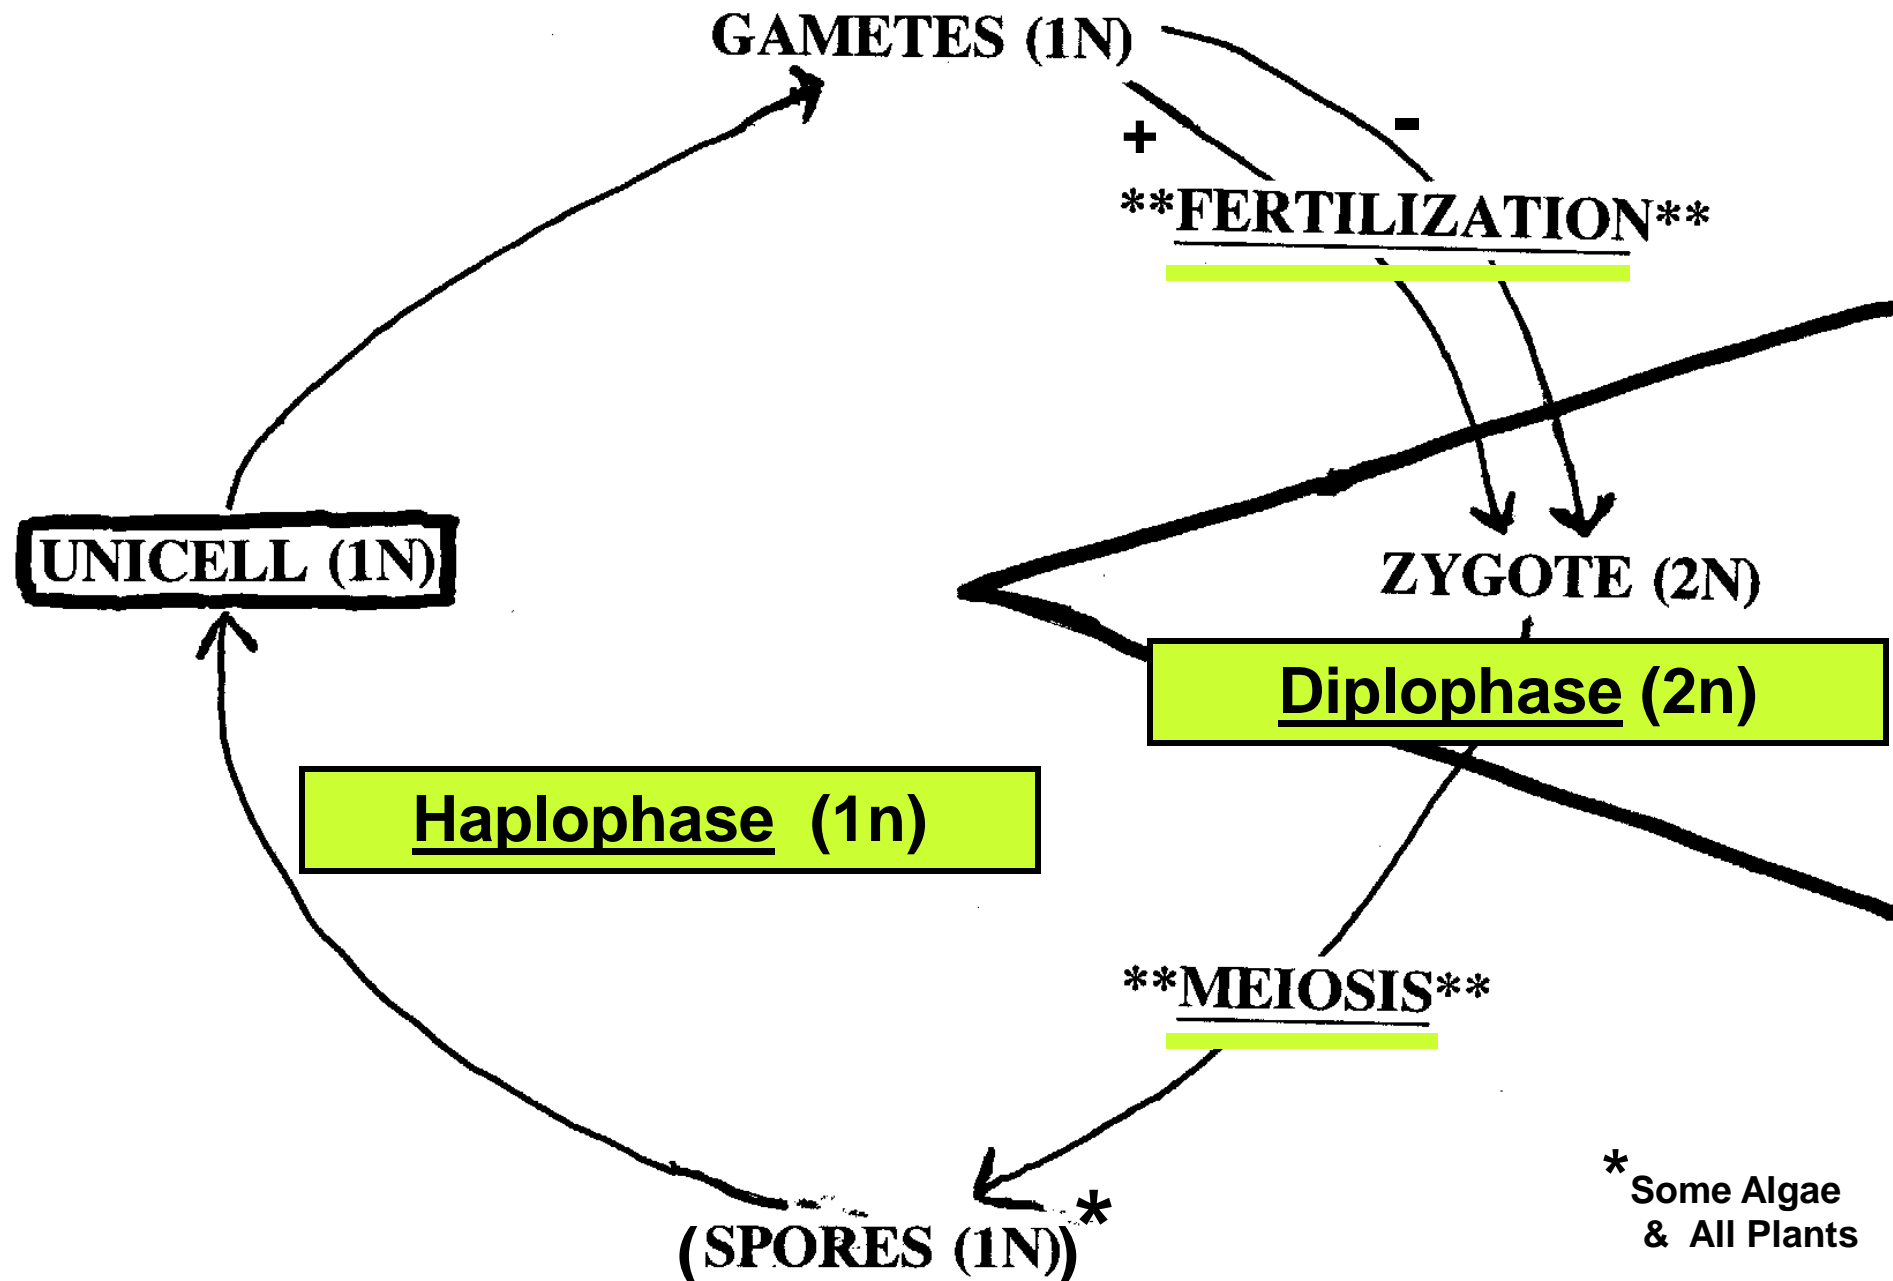 GAMETES (1N)
+
-
**FERTILIZATION**
UNICELL (1N)
ZYGOTE (2N)
Diplophase (2n)
Haplophase (1n)
**MEIOSIS**
(SPORES (1N))*
*Some Algae
& All Plants